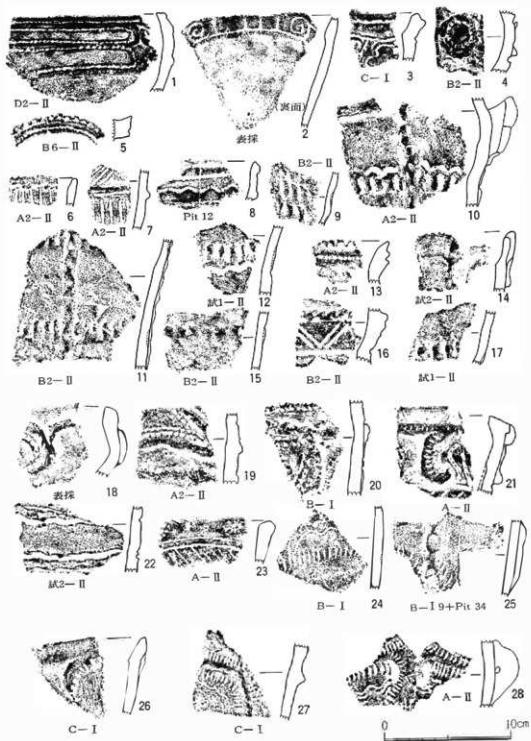 1
D2-Ⅱ
2
(裏面)
表採
3
C-Ⅰ
4
B2-Ⅱ
5
B6-Ⅱ
6
A2-Ⅱ
7
A2-Ⅱ
8
Pit 12
9
B2-Ⅱ
10
A2-Ⅱ
11
B2-Ⅱ
12
試1-Ⅱ
13
A2-Ⅱ
14
試2-Ⅱ
15
B2-Ⅱ
16
B2-Ⅱ
17
試1-Ⅱ
18
表採
19
A2-Ⅱ
20
B-Ⅰ
21
A-Ⅱ
22
試2-Ⅱ
23
A-Ⅱ
24
B-Ⅰ
25
B-Ⅰ 9+Pit 34
26
C-Ⅰ
27
C-Ⅰ
28
A-Ⅱ
0 10cm